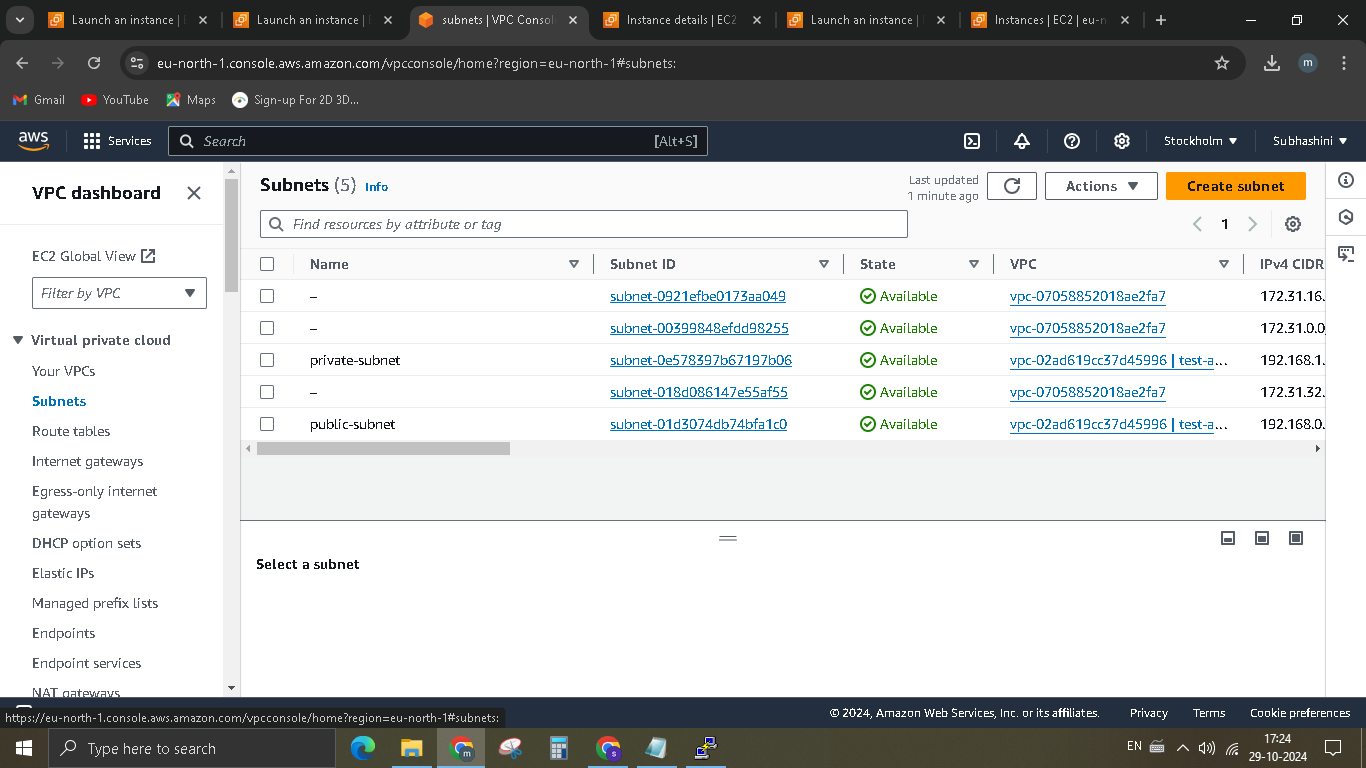 Launch an instance | E
Launch an instance | E
subnets | VPC Consol
Instance details | EC2
Launch an instance |
Instances | EC2 | eu-n
eu-north-1.console.aws.amazon.com/vpcconsole/home?region=eu-north-1#subnets:
m
Gmail
YouTube
Maps
Sign-up For 2D 3D...
aws
Services
Search
[Alt+S]
Stockholm
Subhashini
VPC dashboard
EC2 Global View
Filter by VPC
Virtual private cloud
Your VPCs
Subnets
Route tables
Internet gateways
Egress-only internet
gateways
DHCP option sets
Elastic IPs
Managed prefix lists
Endpoints
Endpoint services
NAT gateways
Subnets (5) Info
Last updated
1 minute ago
Actions
Create subnet
Find resources by attribute or tag
1
Name Subnet ID State VPC IPv4 CIDR
– subnet-0921efbe0173aa049 Available vpc-07058852018ae2fa7 172.31.16.
– subnet-00399848efdd98255 Available vpc-07058852018ae2fa7 172.31.0.0
private-subnet subnet-0e578397b67197b06 Available vpc-02ad619cc37d45996 | test-a... 192.168.1.
– subnet-018d086147e55af55 Available vpc-07058852018ae2fa7 172.31.32.
public-subnet subnet-01d3074db74bfa1c0 Available vpc-02ad619cc37d45996 | test-a... 192.168.0.
Select a subnet
https://eu-north-1.console.aws.amazon.com/vpcconsole/home?region=eu-north-1#subnets:
© 2024, Amazon Web Services, Inc. or its affiliates.
Privacy
Terms
Cookie preferences
Type here to search
m
s
EN
17:24
29-10-2024